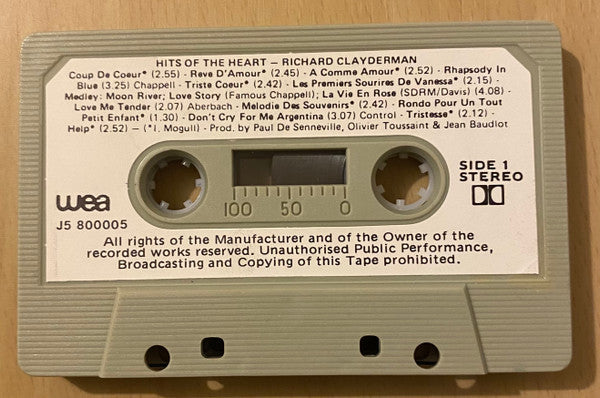 HITS OF THE HEART – RICHARD CLAYDERMAN
Coup De Coeur* (2.55) - Reve D'Amour* (2.45) - A Comme Amour* (2.52) - Rhapsody In
Blue (3.25) Chappell - Triste Coeur* (2.42) - Les Premiers Sourires De Vanessa* (2.15) -
Medley: Moon River; Love Story (Famous Chappell); La Vie En Rose (SDRM/Davis) (4.08) -
Love Me Tender (2.07) Aberbach - Melodie Des Souvenirs* (2.42) - Rondo Pour Un Tout
Petit Enfant* (1.30) - Don't Cry For Me Argentina (3.07) Control - Tristesse* (2.12) -
Help* (2.52) – (*I. Mogull) - Prod. by Paul De Senneville, Olivier Toussaint & Jean Baudlot
wea
J5 800005
100 50 0
SIDE 1
STEREO
All rights of the Manufacturer and of the Owner of the
recorded works reserved. Unauthorised Public Performance,
Broadcasting and Copying of this Tape prohibited.